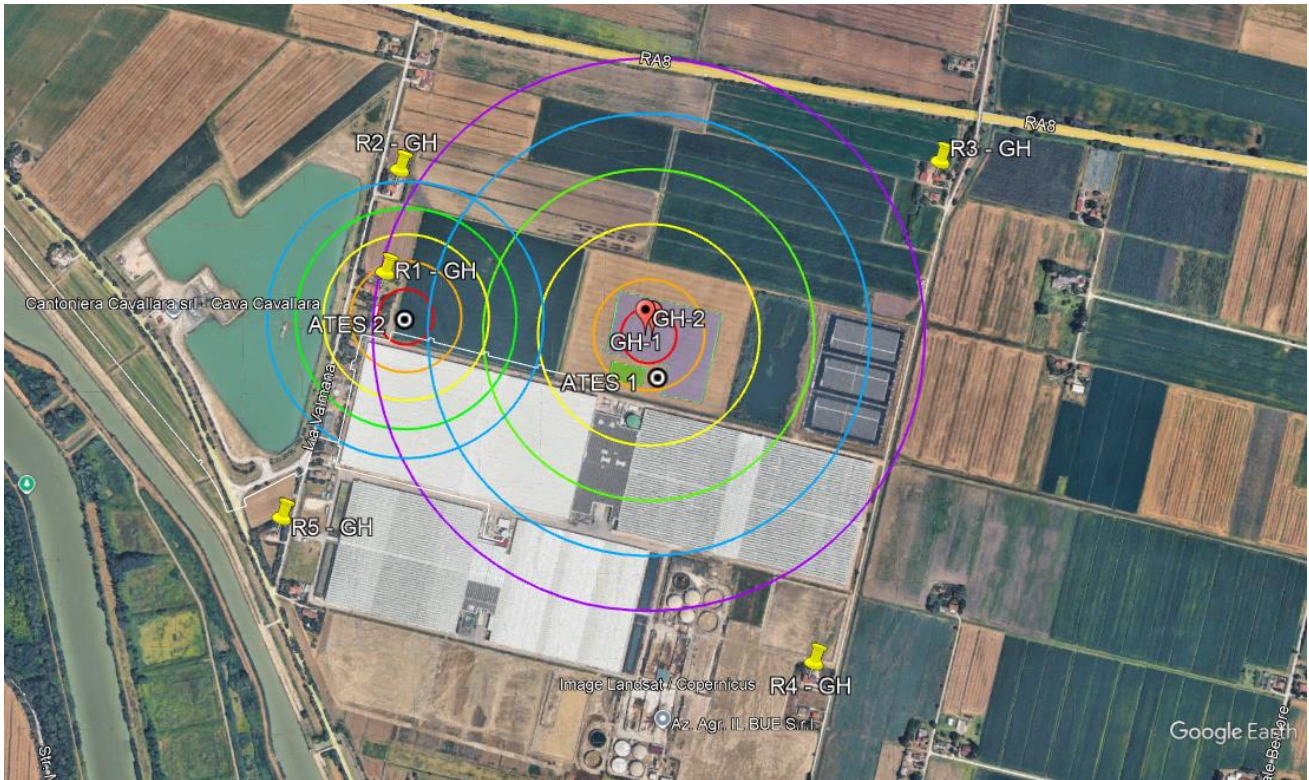 RA8
RA8
R2 - GH
R3 - GH
R1 - GH
Cantoniera Cavallara srl - Cava Cavallara
ATES 2
GH-2
GH-1
ATES 1
Via Valmana
R5 - GH
Image Landsat / Copernicus
R4 - GH
Az. Agr. IL BUE S.r.l.
Google Earth